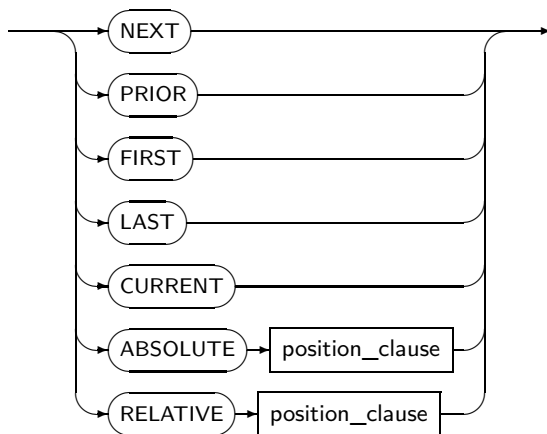 NEXT
PRIOR
FIRST
LAST
CURRENT
ABSOLUTE position_clause
RELATIVE position_clause